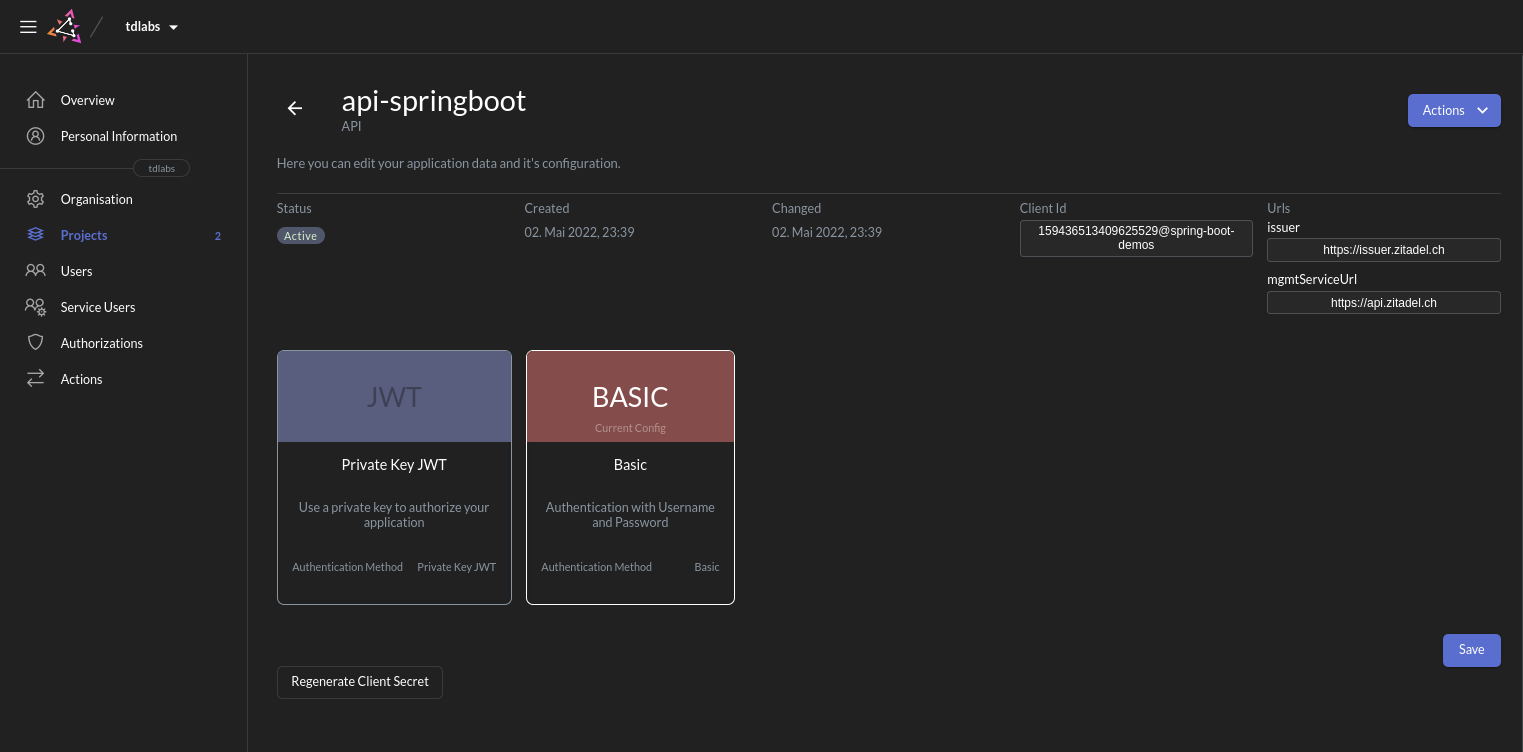 tdlabs
Overview
Personal Information
tdlabs
Organisation
Projects 2
Users
Service Users
Authorizations
Actions
api-springboot
API
Actions
Here you can edit your application data and it's configuration.
Status
Active
Created
02. Mai 2022, 23:39
Changed
02. Mai 2022, 23:39
Client Id
159436513409625529@spring-boot-
demos
Urls
issuer
https://issuer.zitadel.ch
mgmtServiceUrl
https://api.zitadel.ch
JWT
Private Key JWT
Use a private key to authorize your
application
Authentication Method Private Key JWT
BASIC
Current Config
Basic
Authentication with Username
and Password
Authentication Method Basic
Save
Regenerate Client Secret